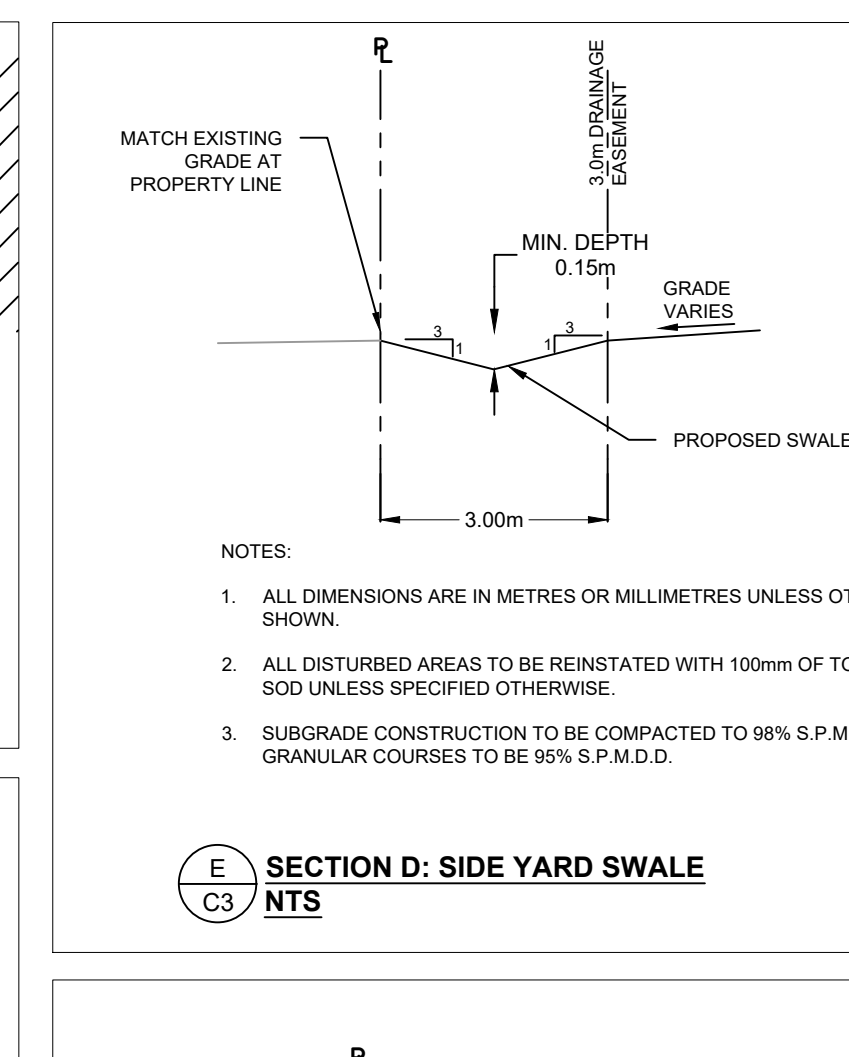 PL
3.0m DRAINAGE
EASEMENT
MATCH EXISTING
GRADE AT
PROPERTY LINE
MIN. DEPTH
0.15m
GRADE
VARIES
3
1
3
1
PROPOSED SWALE
3.00m
NOTES:
1. ALL DIMENSIONS ARE IN METRES OR MILLIMETRES UNLESS
SHOWN.
2. ALL DISTURBED AREAS TO BE REINSTATED WITH 100mm OF
SOD UNLESS SPECIFIED OTHERWISE.
3. SUBGRADE CONSTRUCTION TO BE COMPACTED TO 98% S.P.M
GRANULAR COURSES TO BE 95% S.P.M.D.D.
E
C3
SECTION D: SIDE YARD SWALE
NTS